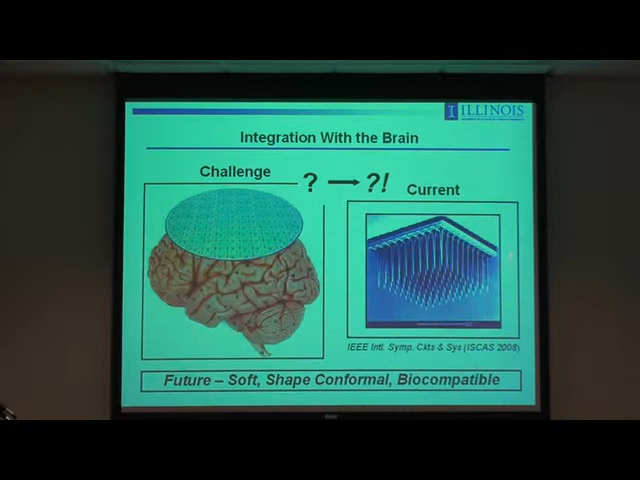 ILLINOIS
Integration With the Brain
Challenge
? → ?!
Current
IEEE Intl. Symp. Ckts & Sys (ISCAS 2008)
Future – Soft, Shape Conformal, Biocompatible